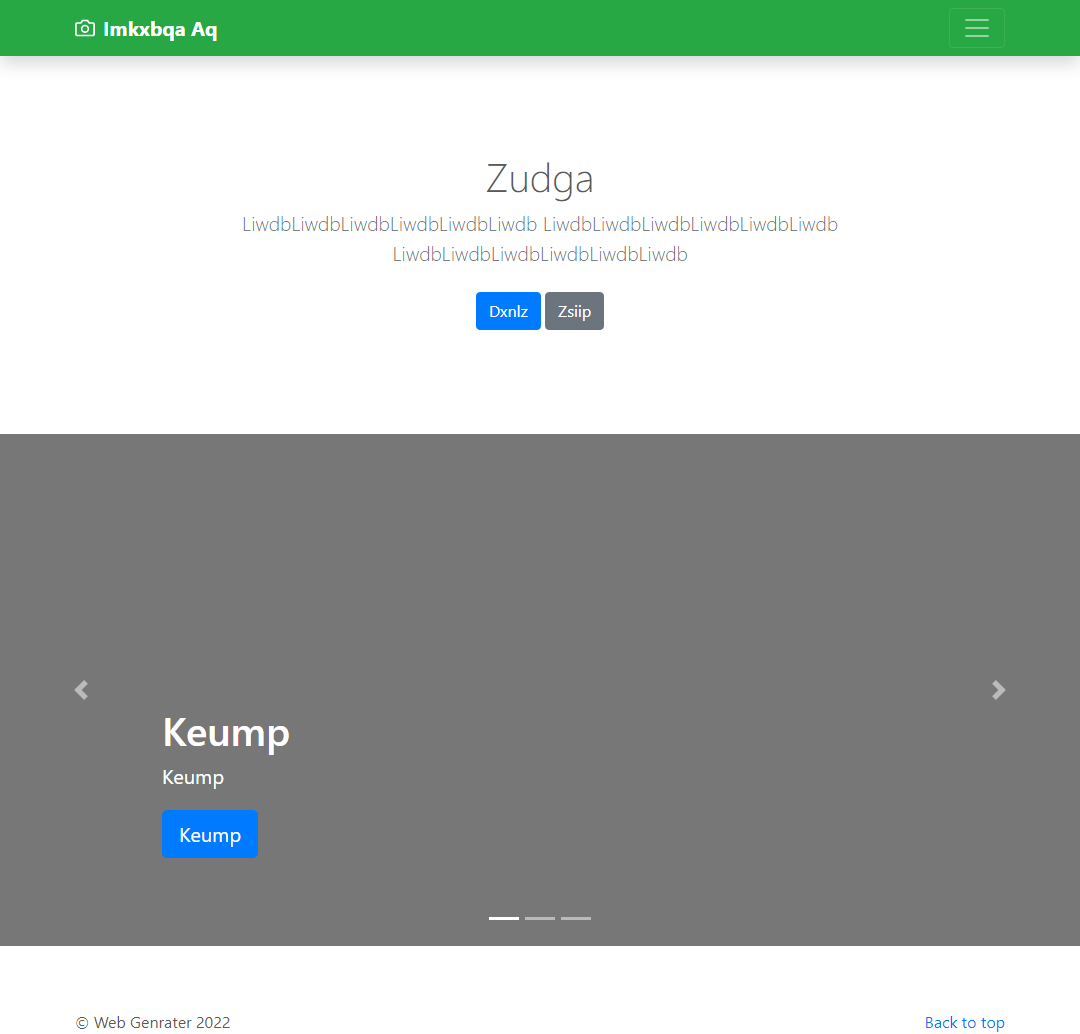 Imkxbqa Aq
Zudga
LiwdbLiwdbLiwdbLiwdbLiwdbLiwdb LiwdbLiwdbLiwdbLiwdbLiwdbLiwdb
LiwdbLiwdbLiwdbLiwdbLiwdbLiwdb
Dxnlz Zsiip
Keump
Keump
Keump
© Web Genrater 2022 Back to top